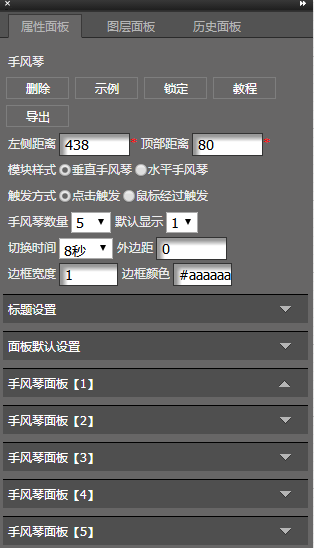 属性面板 图层面板 历史面板
手风琴
删除 示例 锁定 教程
导出
左侧距离 438 * 顶部距离 80 *
模块样式 垂直手风琴 水平手风琴
触发方式 点击触发 鼠标经过触发
手风琴数量 5 默认显示 1
切换时间 8秒 外边距 0
边框宽度 1 边框颜色 #aaaaaa
标题设置
面板默认设置
手风琴面板【1】
手风琴面板【2】
手风琴面板【3】
手风琴面板【4】
手风琴面板【5】